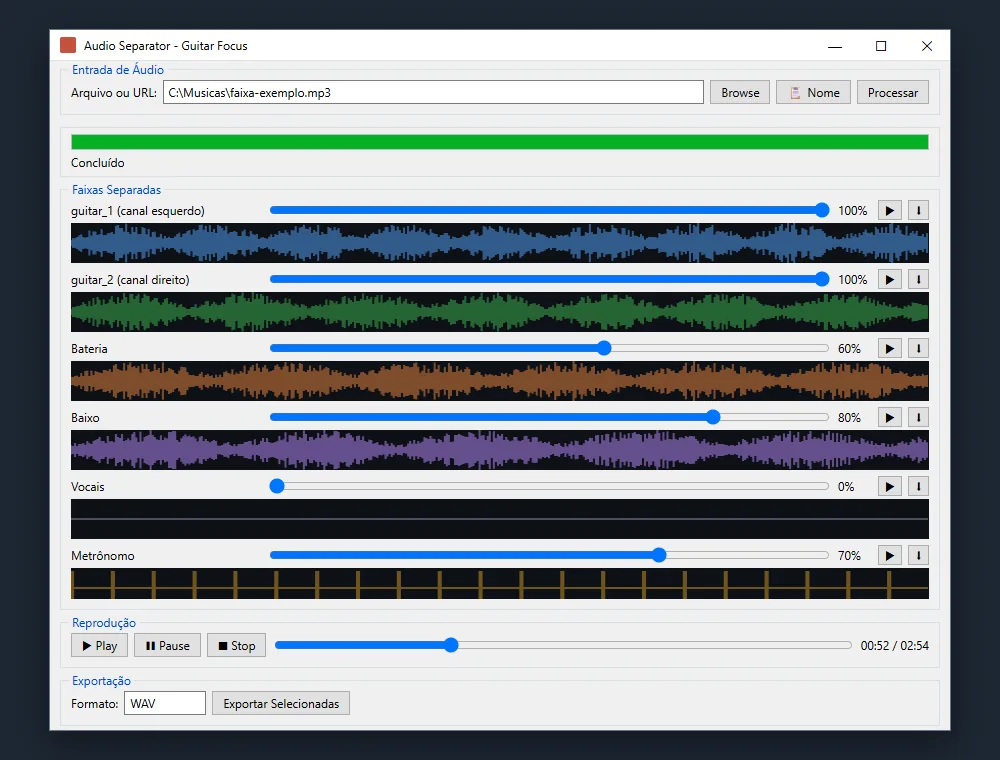 Audio Separator - Guitar Focus
Entrada de Áudio
Arquivo ou URL: C:\Musicas\faixa-exemplo.mp3 Browse Nome Processar
Concluído
Faixas Separadas
guitar_1 (canal esquerdo) 100%
guitar_2 (canal direito) 100%
Bateria 60%
Baixo 80%
Vocais 0%
Metrônomo 70%
Reprodução
Play Pause Stop 00:52 / 02:54
Exportação
Formato: WAV Exportar Selecionadas